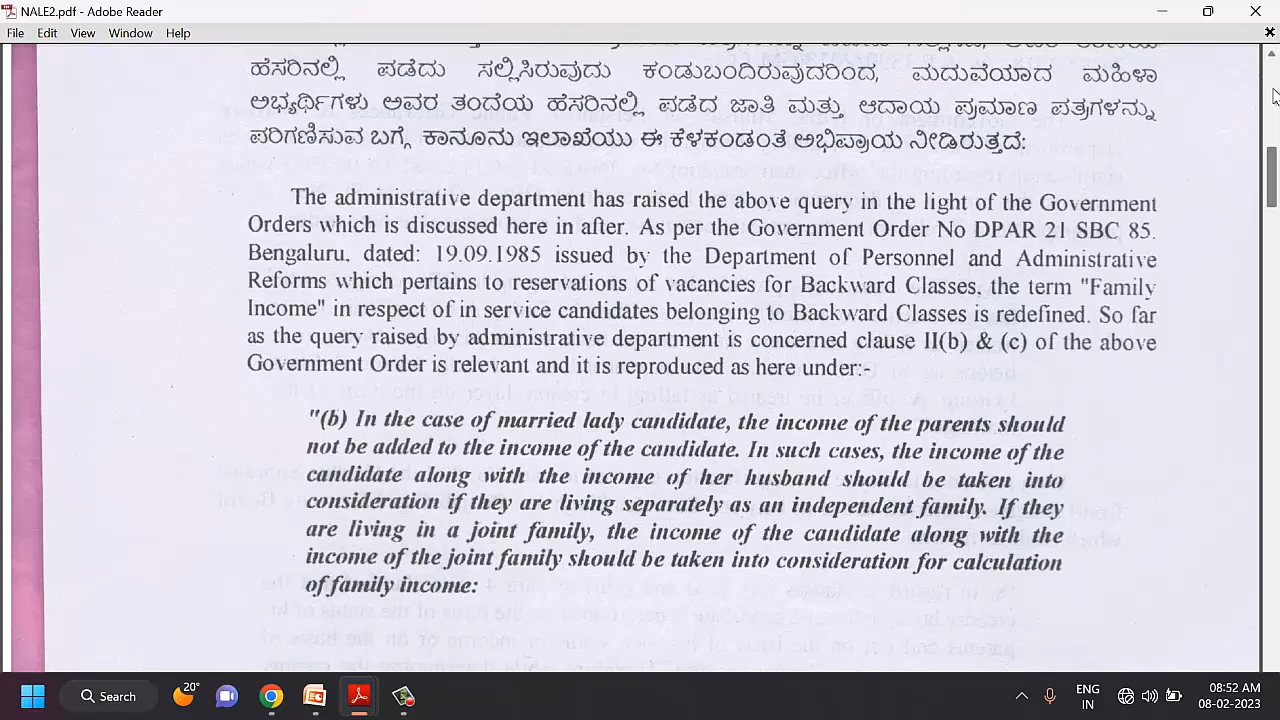 NALE2.pdf - Adobe Reader
File Edit View Window Help
ಹೆಸರಿನಲ್ಲಿ ಪಡೆದು ಸಲ್ಲಿಸಿರುವುದು ಕಂಡುಬಂದಿರುವುದರಿಂದ, ಮದುವೆಯಾದ ಮಹಿಳಾ
ಅಭ್ಯರ್ಥಿಗಳು ಅವರ ತಂದೆಯ ಹೆಸರಿನಲ್ಲಿ ಪಡೆದ ಜಾತಿ ಮತ್ತು ಆದಾಯ ಪ್ರಮಾಣ ಪತ್ರಗಳನ್ನು
ಪರಿಗಣಿಸುವ ಬಗ್ಗೆ ಕಾನೂನು ಇಲಾಖೆಯು ಈ ಕೆಳಕಂಡಂತೆ ಅಭಿಪ್ರಾಯ ನೀಡಿರುತ್ತದೆ:
The administrative department has raised the above query in the light of the Government
Orders which is discussed here in after. As per the Government Order No DPAR 21 SBC 85.
Bengaluru. dated: 19.09.1985 issued by the Department of Personnel and Administrative
Reforms which pertains to reservations of vacancies for Backward Classes, the term "Family
Income" in respect of in service candidates belonging to Backward Classes is redefined. So far
as the query raised by administrative department is concerned clause II(b) & (c) of the above
Government Order is relevant and it is reproduced as here under:-
"(b) In the case of married lady candidate, the income of the parents should
not be added to the income of the candidate. In such cases, the income of the
candidate along with the income of her husband should be taken into
consideration if they are living separately as an independent family. If they
are living in a joint family, the income of the candidate along with the
income of the joint family should be taken into consideration for calculation
of family income:
20°
Search
ENG
IN
08:52 AM
08-02-2023